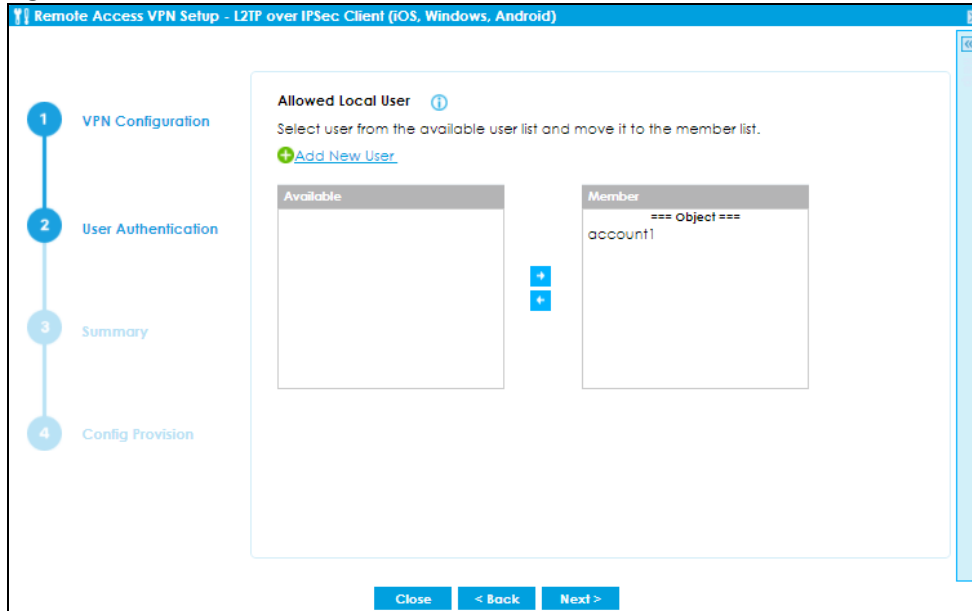 Remote Access VPN Setup - L2TP over IPSec Client (iOS, Windows, Android)
1 VPN Configuration
2 User Authentication
3 Summary
4 Config Provision
Allowed Local User
Select user from the available user list and move it to the member list.
Add New User
Available
Member
=== Object ===
account1
Close
< Back
Next >